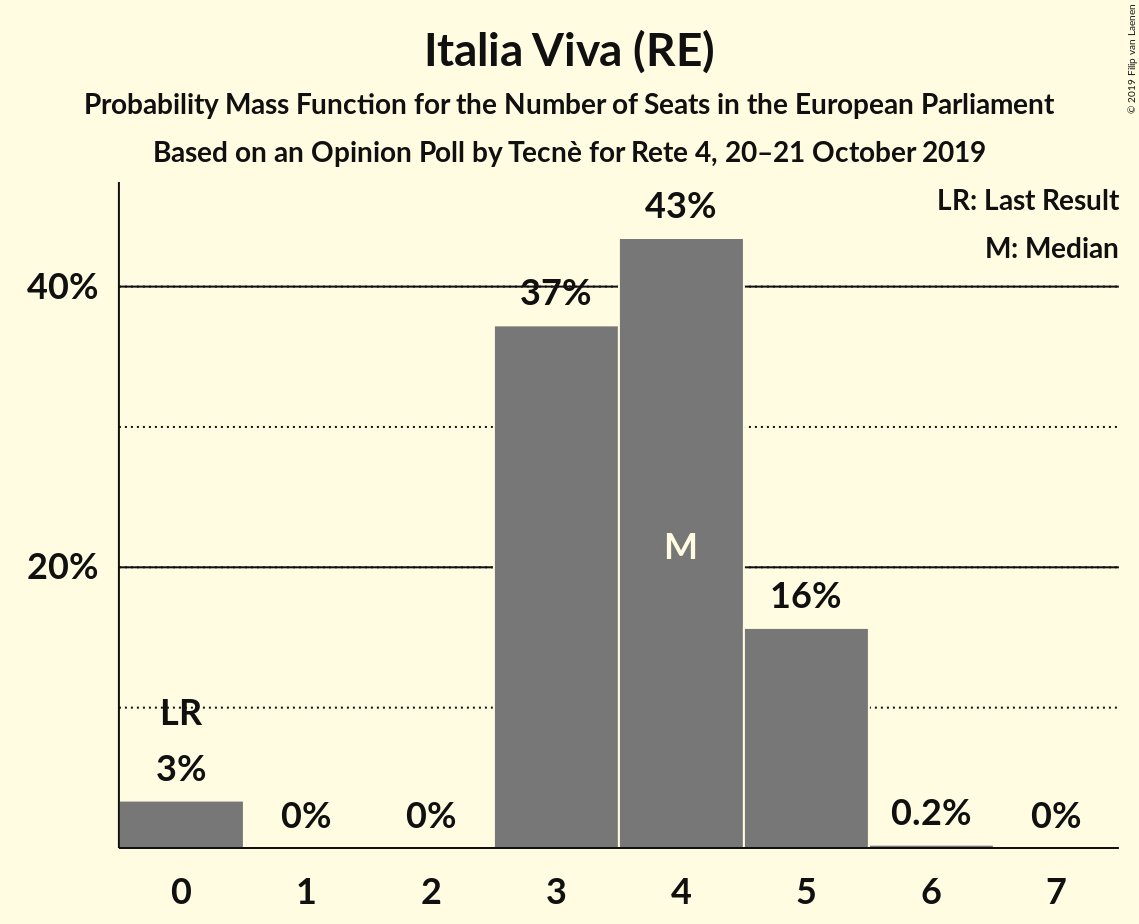 Italia Viva (RE)
Probability Mass Function for the Number of Seats in the European Parliament
Based on an Opinion Poll by Tecnè for Rete 4, 20–21 October 2019
© 2019 Filip van Laenen
LR: Last Result
M: Median
43%
40%
37%
M
20%
16%
LR
3%
0%
0%
0.2%
0%
0 1 2 3 4 5 6 7